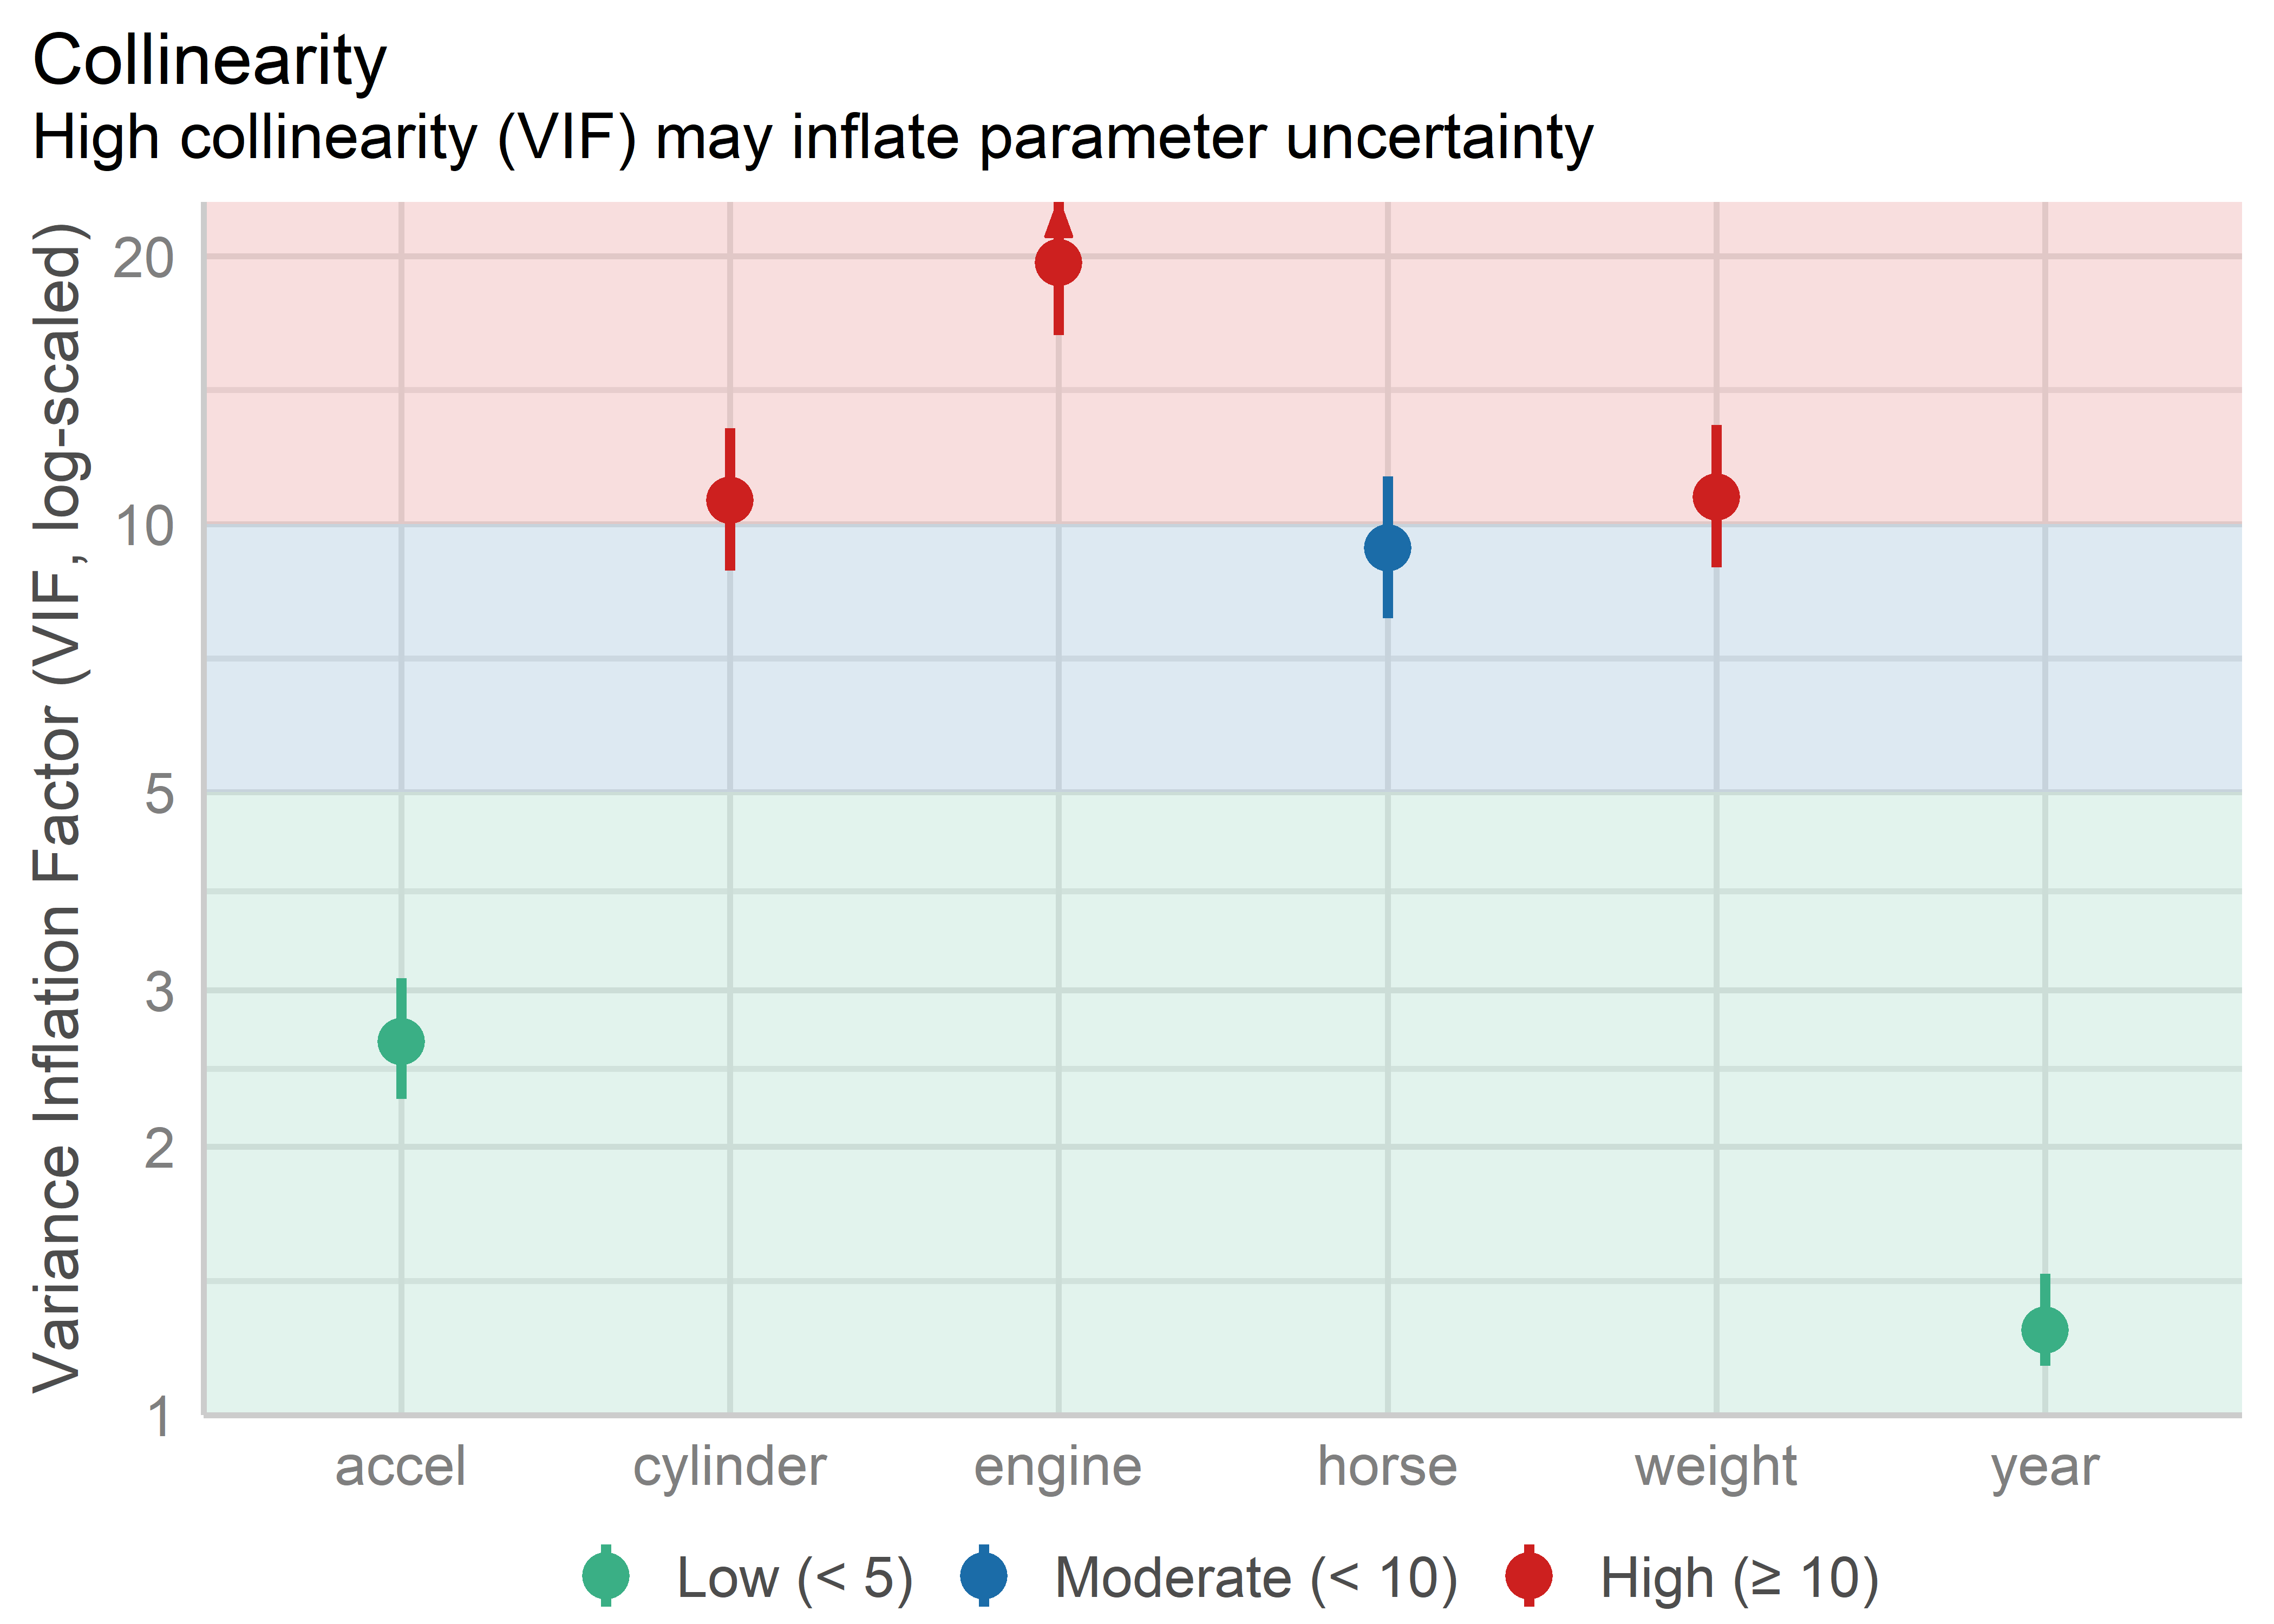 Collinearity
High collinearity (VIF) may inflate parameter uncertainty
Variance Inflation Factor (VIF, log-scaled)
20
10
5
3
2
1
accel cylinder engine horse weight year
Low (< 5) Moderate (< 10) High (≥ 10)